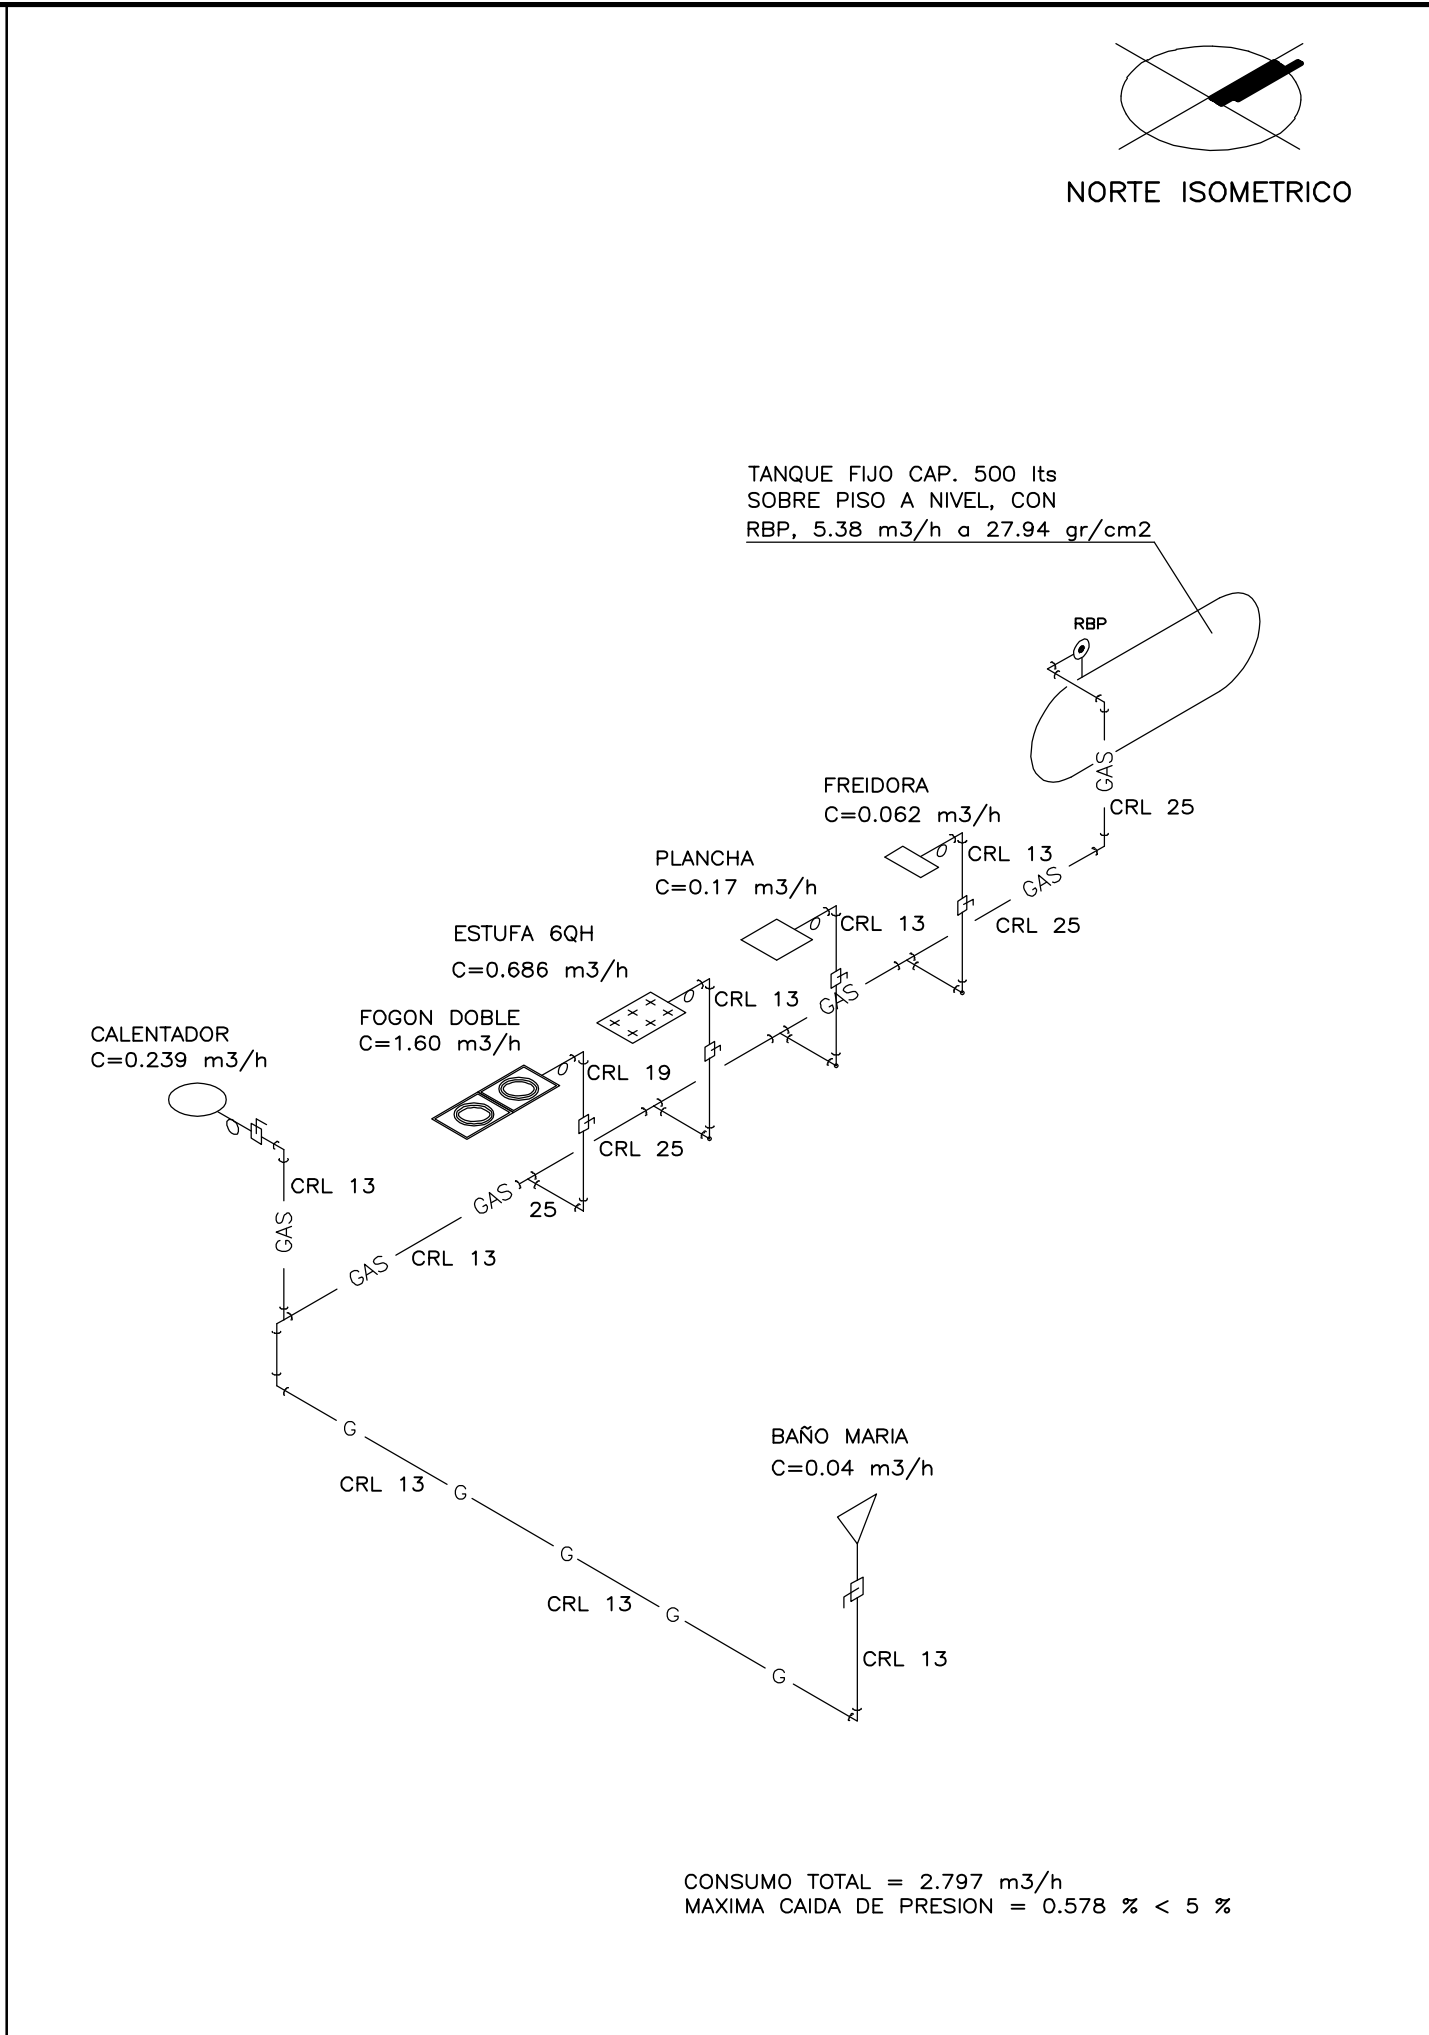 NORTE ISOMETRICO
TANQUE FIJO CAP. 500 lts
SOBRE PISO A NIVEL, CON
RBP, 5.38 m3/h a 27.94 gr/cm2
RBP
GAS
CRL 25
FREIDORA
C=0.062 m3/h
CRL 13
GAS
CRL 25
PLANCHA
C=0.17 m3/h
CRL 13
GAS
ESTUFA 6QH
C=0.686 m3/h
CRL 13
FOGON DOBLE
C=1.60 m3/h
CRL 19
CRL 25
CALENTADOR
C=0.239 m3/h
CRL 13
GAS
GAS
25
GAS
CRL 13
G
CRL 13
G
G
CRL 13
G
G
BAÑO MARIA
C=0.04 m3/h
CRL 13
CONSUMO TOTAL = 2.797 m3/h
MAXIMA CAIDA DE PRESION = 0.578 % < 5 %